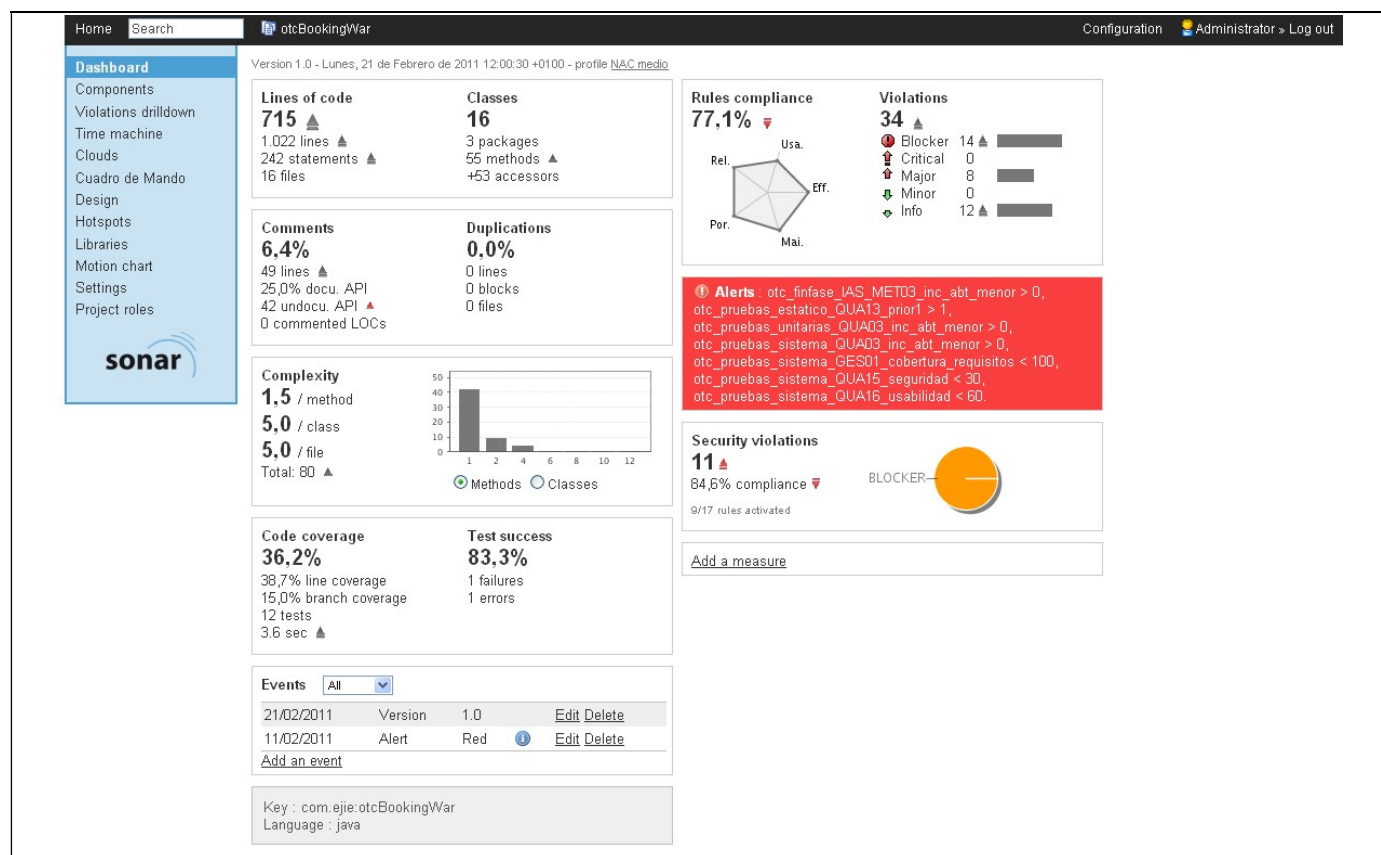 Home Search otcBookingWar Configuration Administrator » Log out
Dashboard
Components
Violations drilldown
Time machine
Clouds
Cuadro de Mando
Design
Hotspots
Libraries
Motion chart
Settings
Project roles
sonar
Version 1.0 - Lunes, 21 de Febrero de 2011 12:00:30 +0100 - profile NAC medio
Lines of code
715
1.022 lines
242 statements
16 files
Classes
16
3 packages
55 methods
+53 accessors
Comments
6,4%
49 lines
25,0% docu. API
42 undocu. API
0 commented LOCs
Duplications
0,0%
0 lines
0 blocks
0 files
Complexity
1,5 / method
5,0 / class
5,0 / file
Total: 80
50
40
30
20
10
0
1 2 4 6 8 10 12
Methods Classes
Code coverage
36,2%
38,7% line coverage
15,0% branch coverage
12 tests
3.6 sec
Test success
83,3%
1 failures
1 errors
Events All
21/02/2011 Version 1.0 Edit Delete
11/02/2011 Alert Red Edit Delete
Add an event
Key : com.ejie:otcBookingWar
Language : java
Rules compliance
77,1%
Usa.
Rel.
Eff.
Por.
Mai.
Violations
34
Blocker 14
Critical 0
Major 8
Minor 0
Info 12
Alerts : otc_finfase_IAS_MET03_inc_abt_menor > 0,
otc_pruebas_estatico_QUA13_prior1 > 1,
otc_pruebas_unitarias_QUA03_inc_abt_menor > 0,
otc_pruebas_sistema_QUA03_inc_abt_menor > 0,
otc_pruebas_sistema_GES01_cobertura_requisitos < 100,
otc_pruebas_sistema_QUA15_seguridad < 30,
otc_pruebas_sistema_QUA16_usabilidad < 60.
Security violations
11
84,6% compliance
9/17 rules activated
BLOCKER
Add a measure